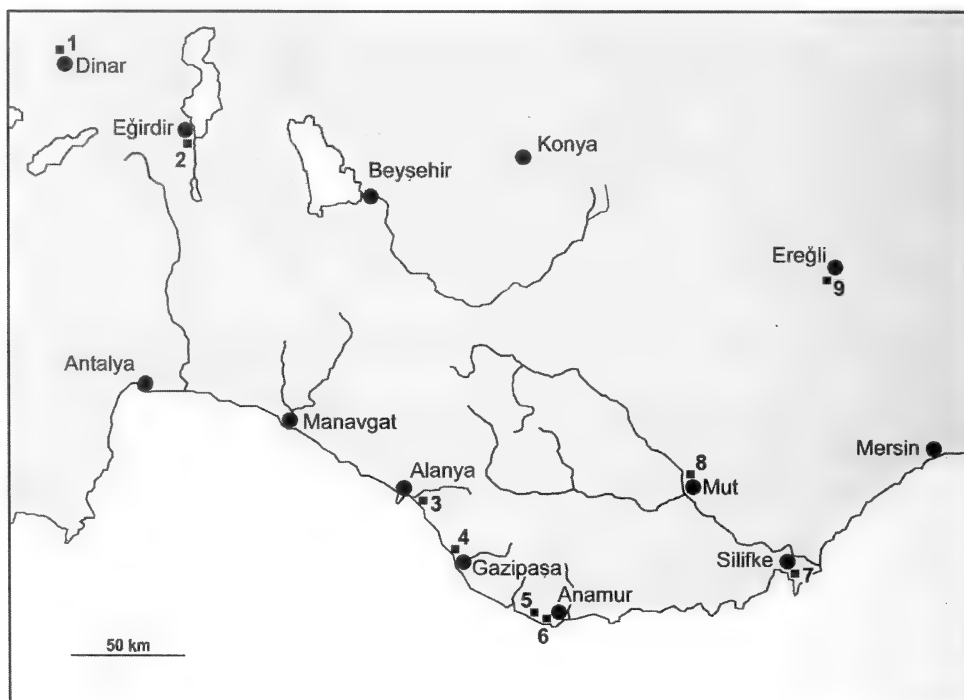 1
Dinar
Eğirdir
2
Konya
Beyşehir
Ereğli
9
Antalya
Manavgat
Mersin
8
Alanya
Mut
3
4
Silifke
Gazipaşa
7
5
Anamur
6
50 km